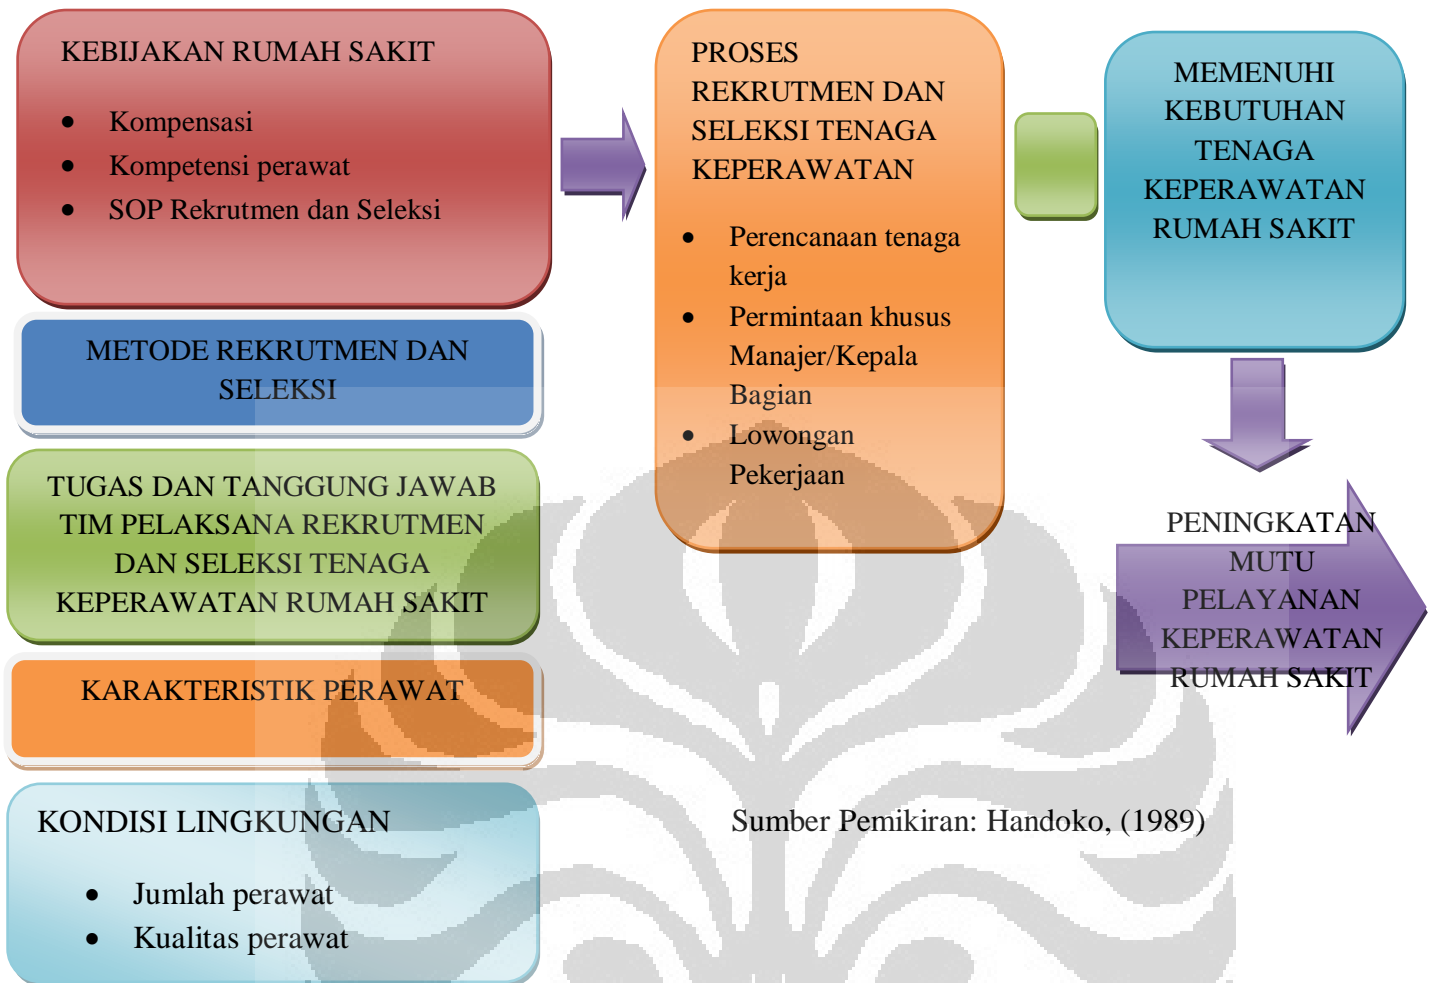 KEBIJAKAN RUMAH SAKIT
• Kompensasi
• Kompetensi perawat
• SOP Rekrutmen dan Seleksi
METODE REKRUTMEN DAN
SELEKSI
TUGAS DAN TANGGUNG JAWAB
TIM PELAKSANA REKRUTMEN
DAN SELEKSI TENAGA
KEPERAWATAN RUMAH SAKIT
KARAKTERISTIK PERAWAT
KONDISI LINGKUNGAN
• Jumlah perawat
• Kualitas perawat
PROSES
REKRUTMEN DAN
SELEKSI TENAGA
KEPERAWATAN
• Perencanaan tenaga
kerja
• Permintaan khusus
Manajer/Kepala
Bagian
• Lowongan
Pekerjaan
MEMENUHI
KEBUTUHAN
TENAGA
KEPERAWATAN
RUMAH SAKIT
PENINGKATAN
MUTU
PELAYANAN
KEPERAWATAN
RUMAH SAKIT
Sumber Pemikiran: Handoko, (1989)